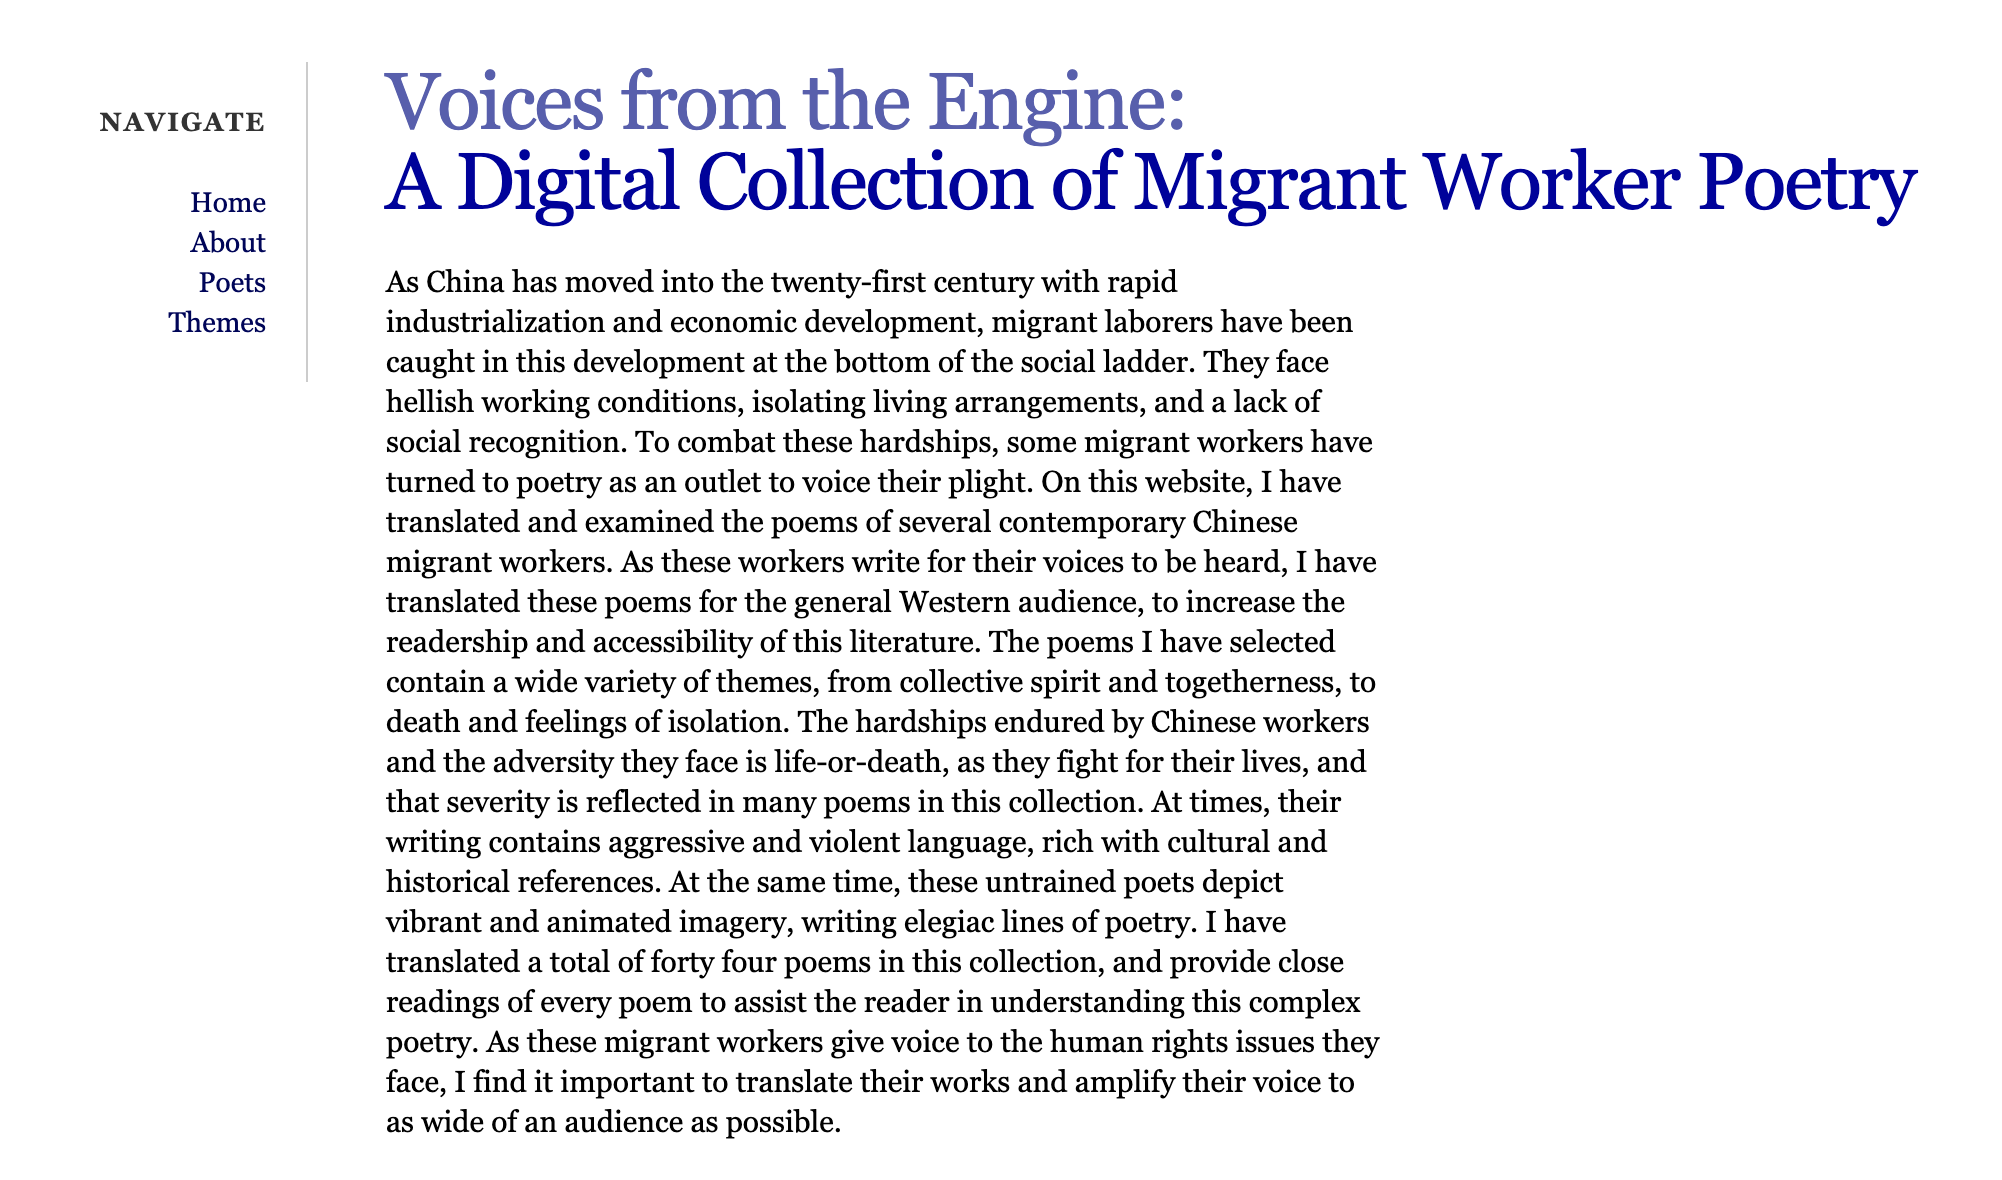 NAVIGATE
Home
About
Poets
Themes
Voices from the Engine:
A Digital Collection of Migrant Worker Poetry
As China has moved into the twenty-first century with rapid
industrialization and economic development, migrant laborers have been
caught in this development at the bottom of the social ladder. They face
hellish working conditions, isolating living arrangements, and a lack of
social recognition. To combat these hardships, some migrant workers have
turned to poetry as an outlet to voice their plight. On this website, I have
translated and examined the poems of several contemporary Chinese
migrant workers. As these workers write for their voices to be heard, I have
translated these poems for the general Western audience, to increase the
readership and accessibility of this literature. The poems I have selected
contain a wide variety of themes, from collective spirit and togetherness, to
death and feelings of isolation. The hardships endured by Chinese workers
and the adversity they face is life-or-death, as they fight for their lives, and
that severity is reflected in many poems in this collection. At times, their
writing contains aggressive and violent language, rich with cultural and
historical references. At the same time, these untrained poets depict
vibrant and animated imagery, writing elegiac lines of poetry. I have
translated a total of forty four poems in this collection, and provide close
readings of every poem to assist the reader in understanding this complex
poetry. As these migrant workers give voice to the human rights issues they
face, I find it important to translate their works and amplify their voice to
as wide of an audience as possible.